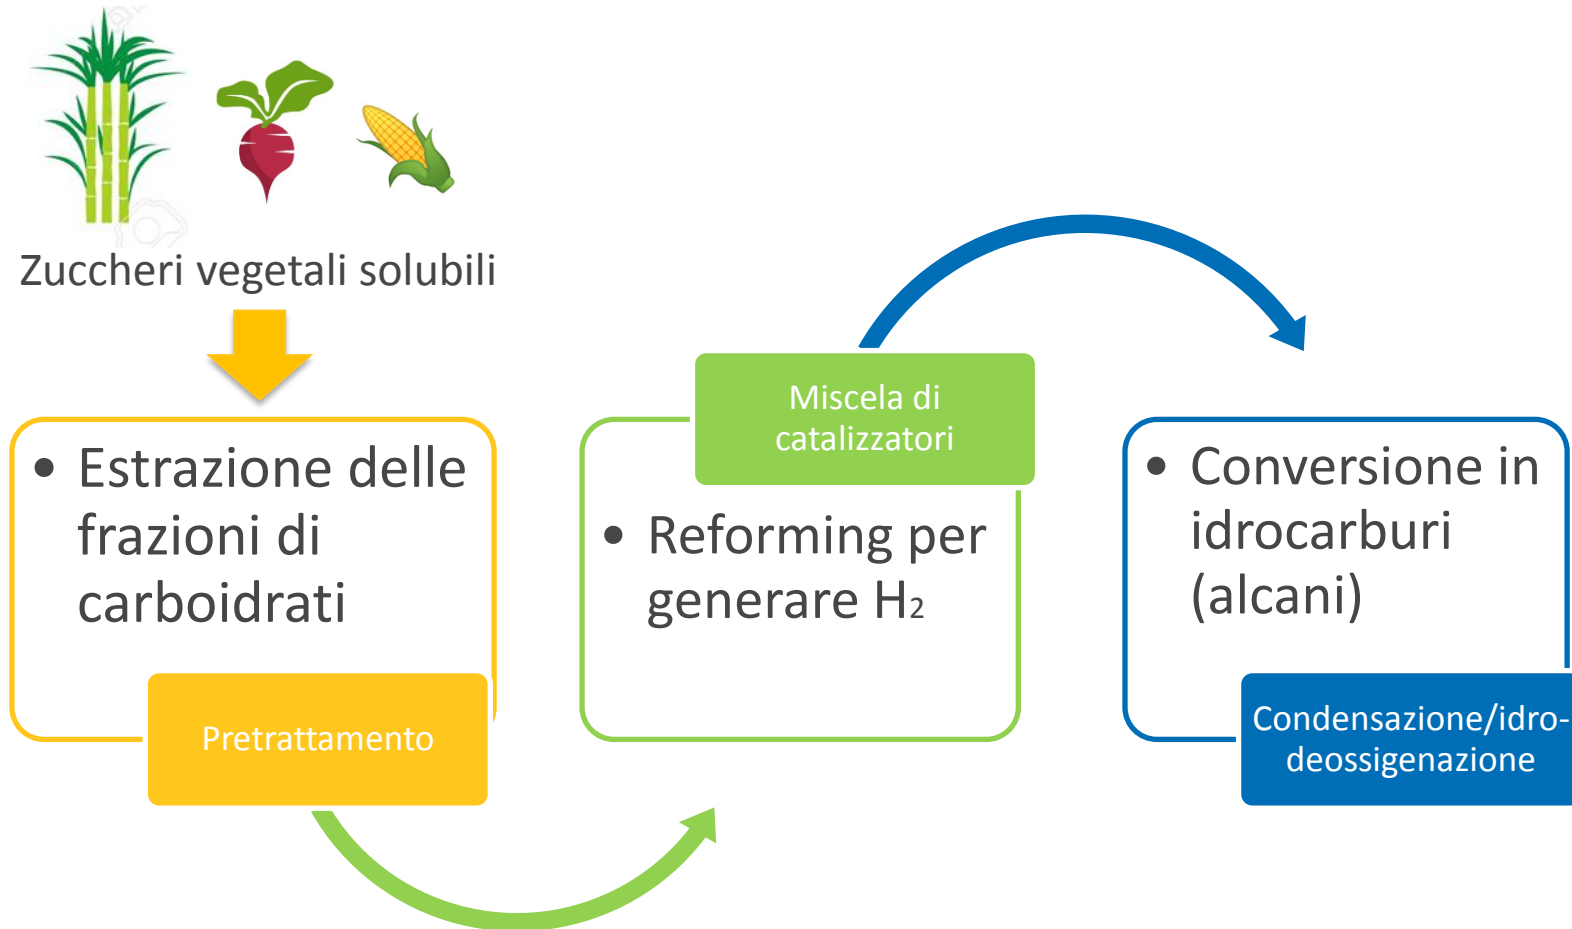 Zuccheri vegetali solubili
• Estrazione delle
frazioni di
carboidrati
Pretrattamento
Miscela di
catalizzatori
• Reforming per
generare H₂
• Conversione in
idrocarburi
(alcani)
Condensazione/idro-
deossigenazione